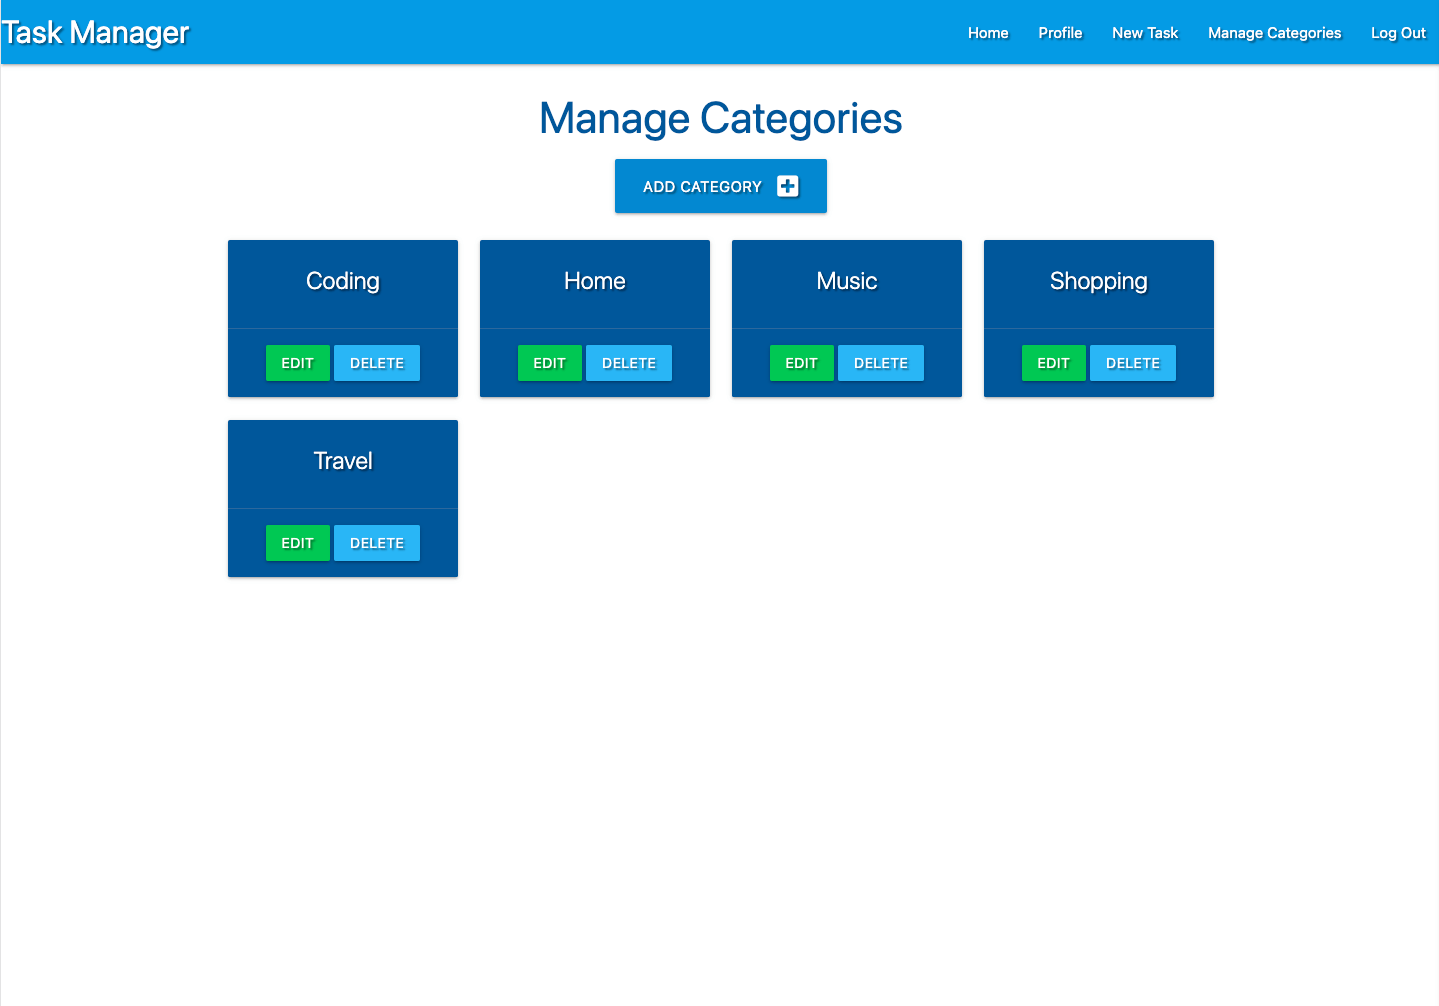 Task Manager
Home Profile New Task Manage Categories Log Out
Manage Categories
ADD CATEGORY
Coding
EDIT DELETE
Home
EDIT DELETE
Music
EDIT DELETE
Shopping
EDIT DELETE
Travel
EDIT DELETE